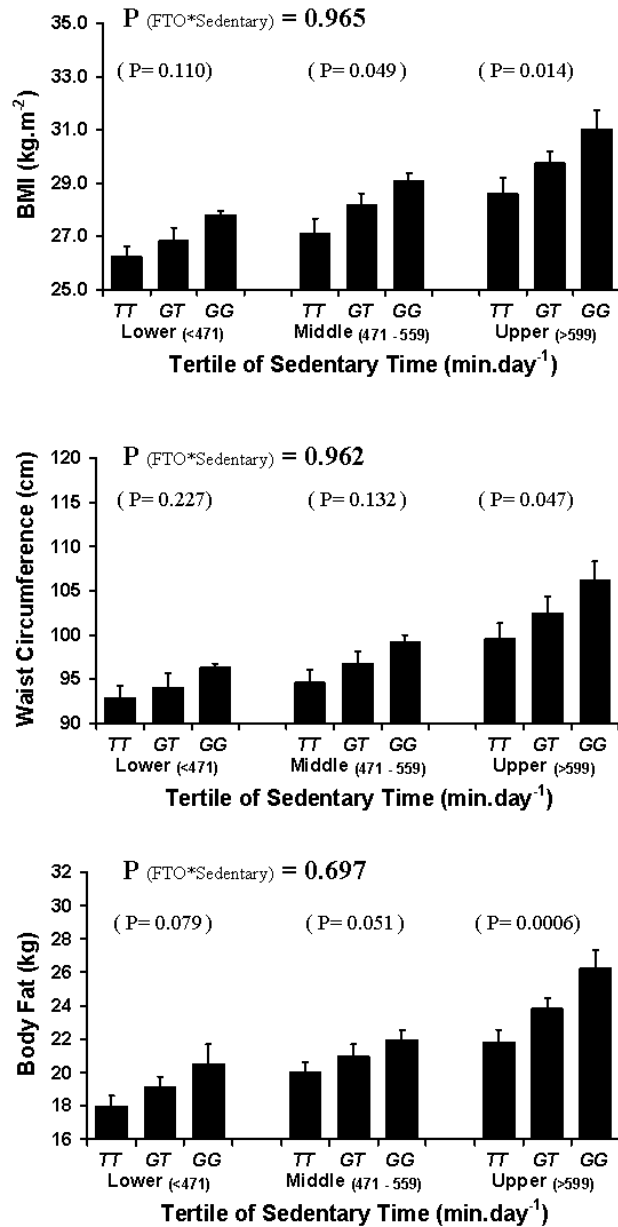 P (FTO*Sedentary) = 0.965
( P= 0.110) ( P= 0.049) ( P= 0.014)
BMI (kg.m-2)
35.0
33.0
31.0
29.0
27.0
25.0
TT GT GG TT GT GG TT GT GG
Lower (<471) Middle (471 - 559) Upper (>599)
Tertile of Sedentary Time (min.day-1)
P (FTO*Sedentary) = 0.962
( P= 0.227) ( P= 0.132 ) ( P= 0.047)
Waist Circumference (cm)
120
115
110
105
100
95
90
TT GT GG TT GT GG TT GT GG
Lower (<471) Middle (471 - 559) Upper (>599)
Tertile of Sedentary Time (min.day-1)
P (FTO*Sedentary) = 0.697
( P= 0.079 ) ( P= 0.051 ) ( P= 0.0006)
Body Fat (kg)
32
30
28
26
24
22
20
18
16
TT GT GG TT GT GG TT GT GG
Lower (<471) Middle (471 - 559) Upper (>599)
Tertile of Sedentary Time (min.day-1)